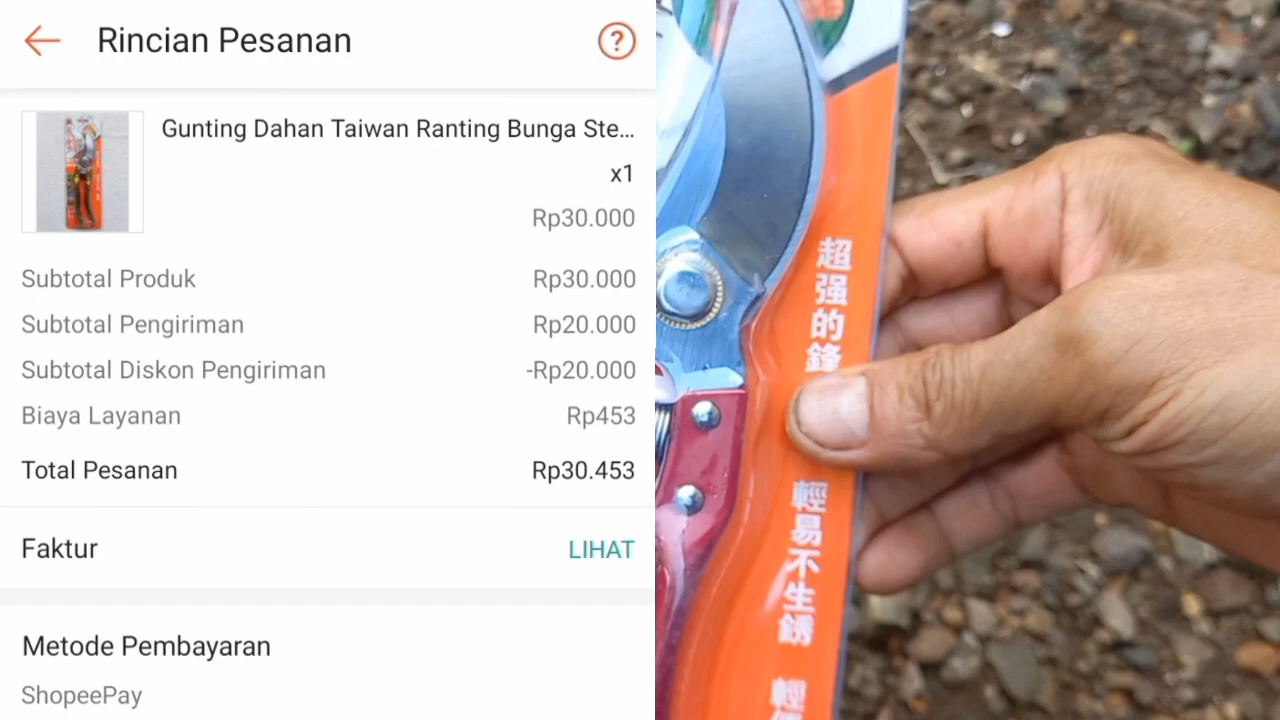 Rincian Pesanan
?
Gunting Dahan Taiwan Ranting Bunga Ste...
x1
Rp30.000
Subtotal Produk Rp30.000
Subtotal Pengiriman Rp20.000
Subtotal Diskon Pengiriman -Rp20.000
Biaya Layanan Rp453
Total Pesanan Rp30.453
Faktur LIHAT
Metode Pembayaran
ShopeePay
超强的鋒
輕易不生銹
輕